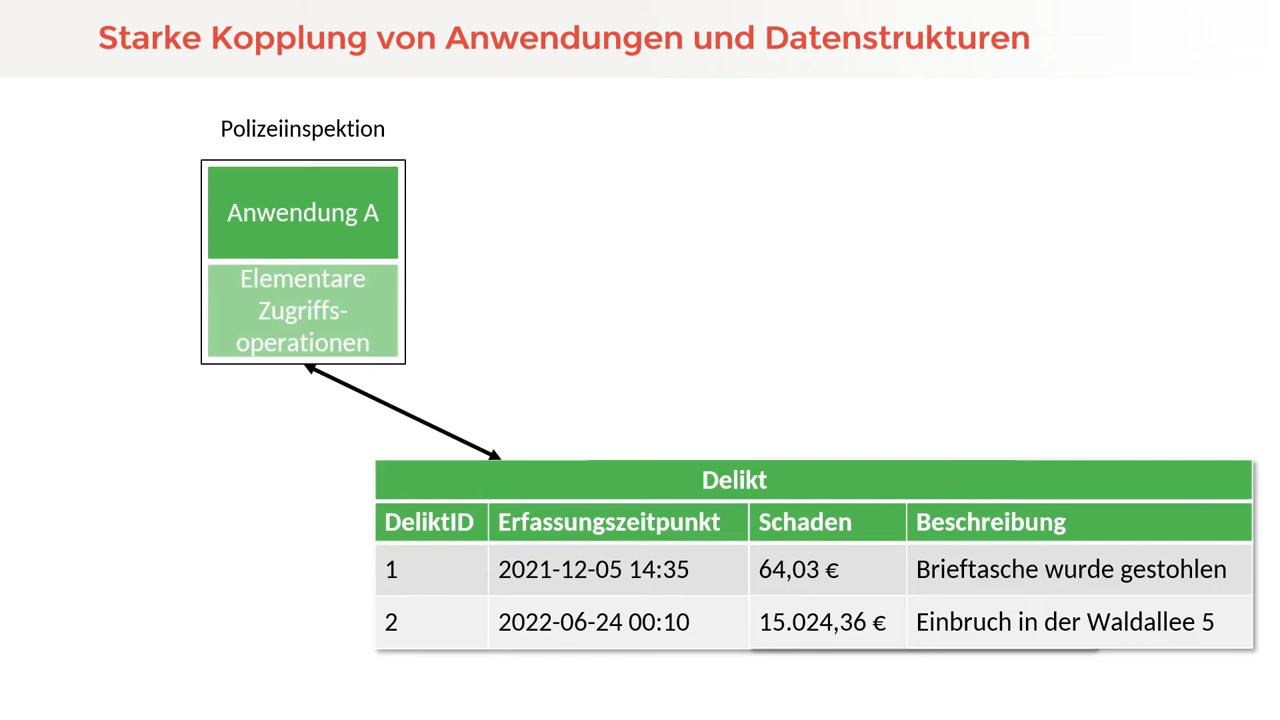 Starke Kopplung von Anwendungen und Datenstrukturen
Polizeiinspektion
Anwendung A
Elementare
Zugriffs-
operationen
Delikt
DeliktID Erfassungszeitpunkt Schaden Beschreibung
1 2021-12-05 14:35 64,03 € Brieftasche wurde gestohlen
2 2022-06-24 00:10 15.024,36 € Einbruch in der Waldallee 5